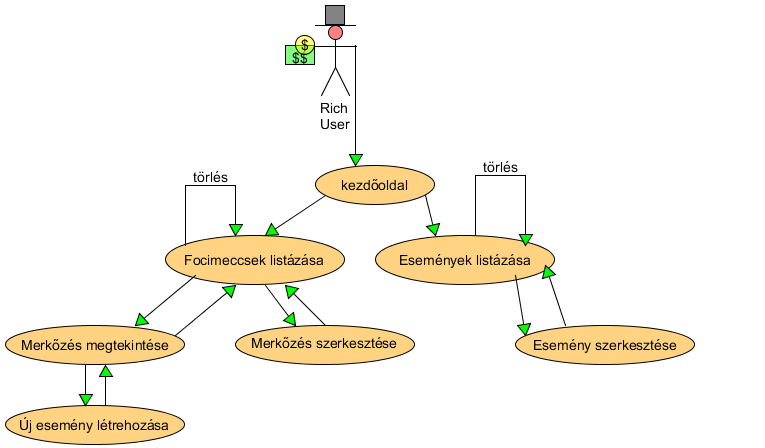 $
$$
Rich
User
kezdőoldal
törlés
törlés
Focimeccsek listázása
Események listázása
Merkőzés megtekintése
Merkőzés szerkesztése
Esemény szerkesztése
Új esemény létrehozása